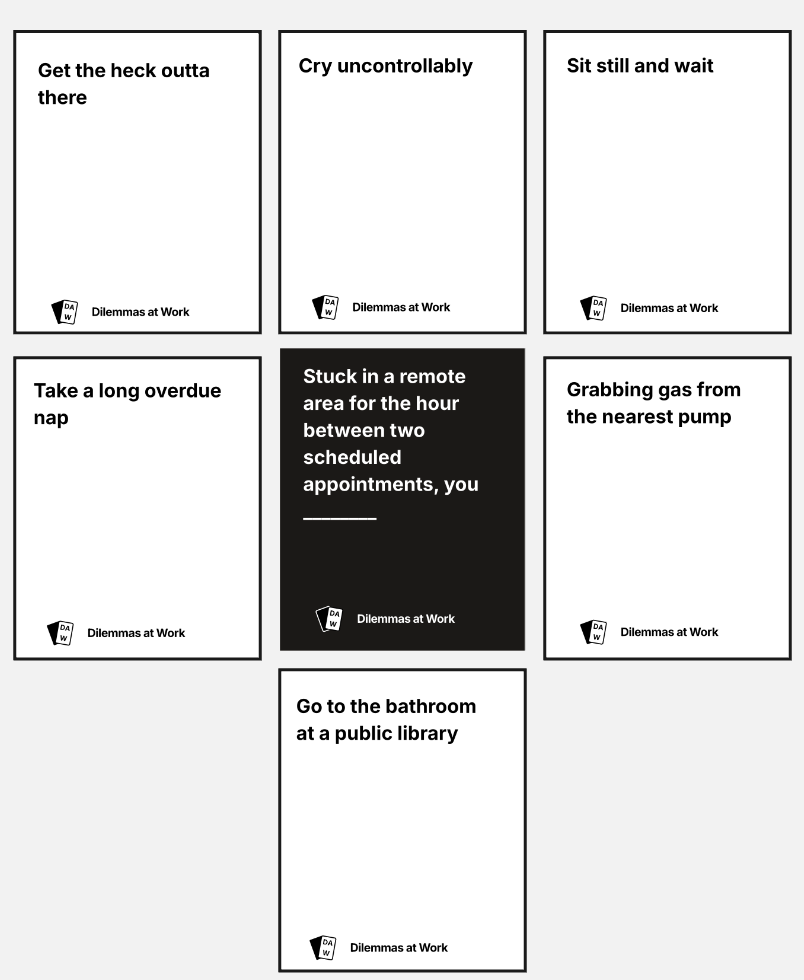 Get the heck outta
there
DA
W
Dilemmas at Work
Cry uncontrollably
DA
W
Dilemmas at Work
Sit still and wait
DA
W
Dilemmas at Work
Take a long overdue
nap
DA
W
Dilemmas at Work
Stuck in a remote
area for the hour
between two
scheduled
appointments, you
________
DA
W
Dilemmas at Work
Grabbing gas from
the nearest pump
DA
W
Dilemmas at Work
Go to the bathroom
at a public library
DA
W
Dilemmas at Work